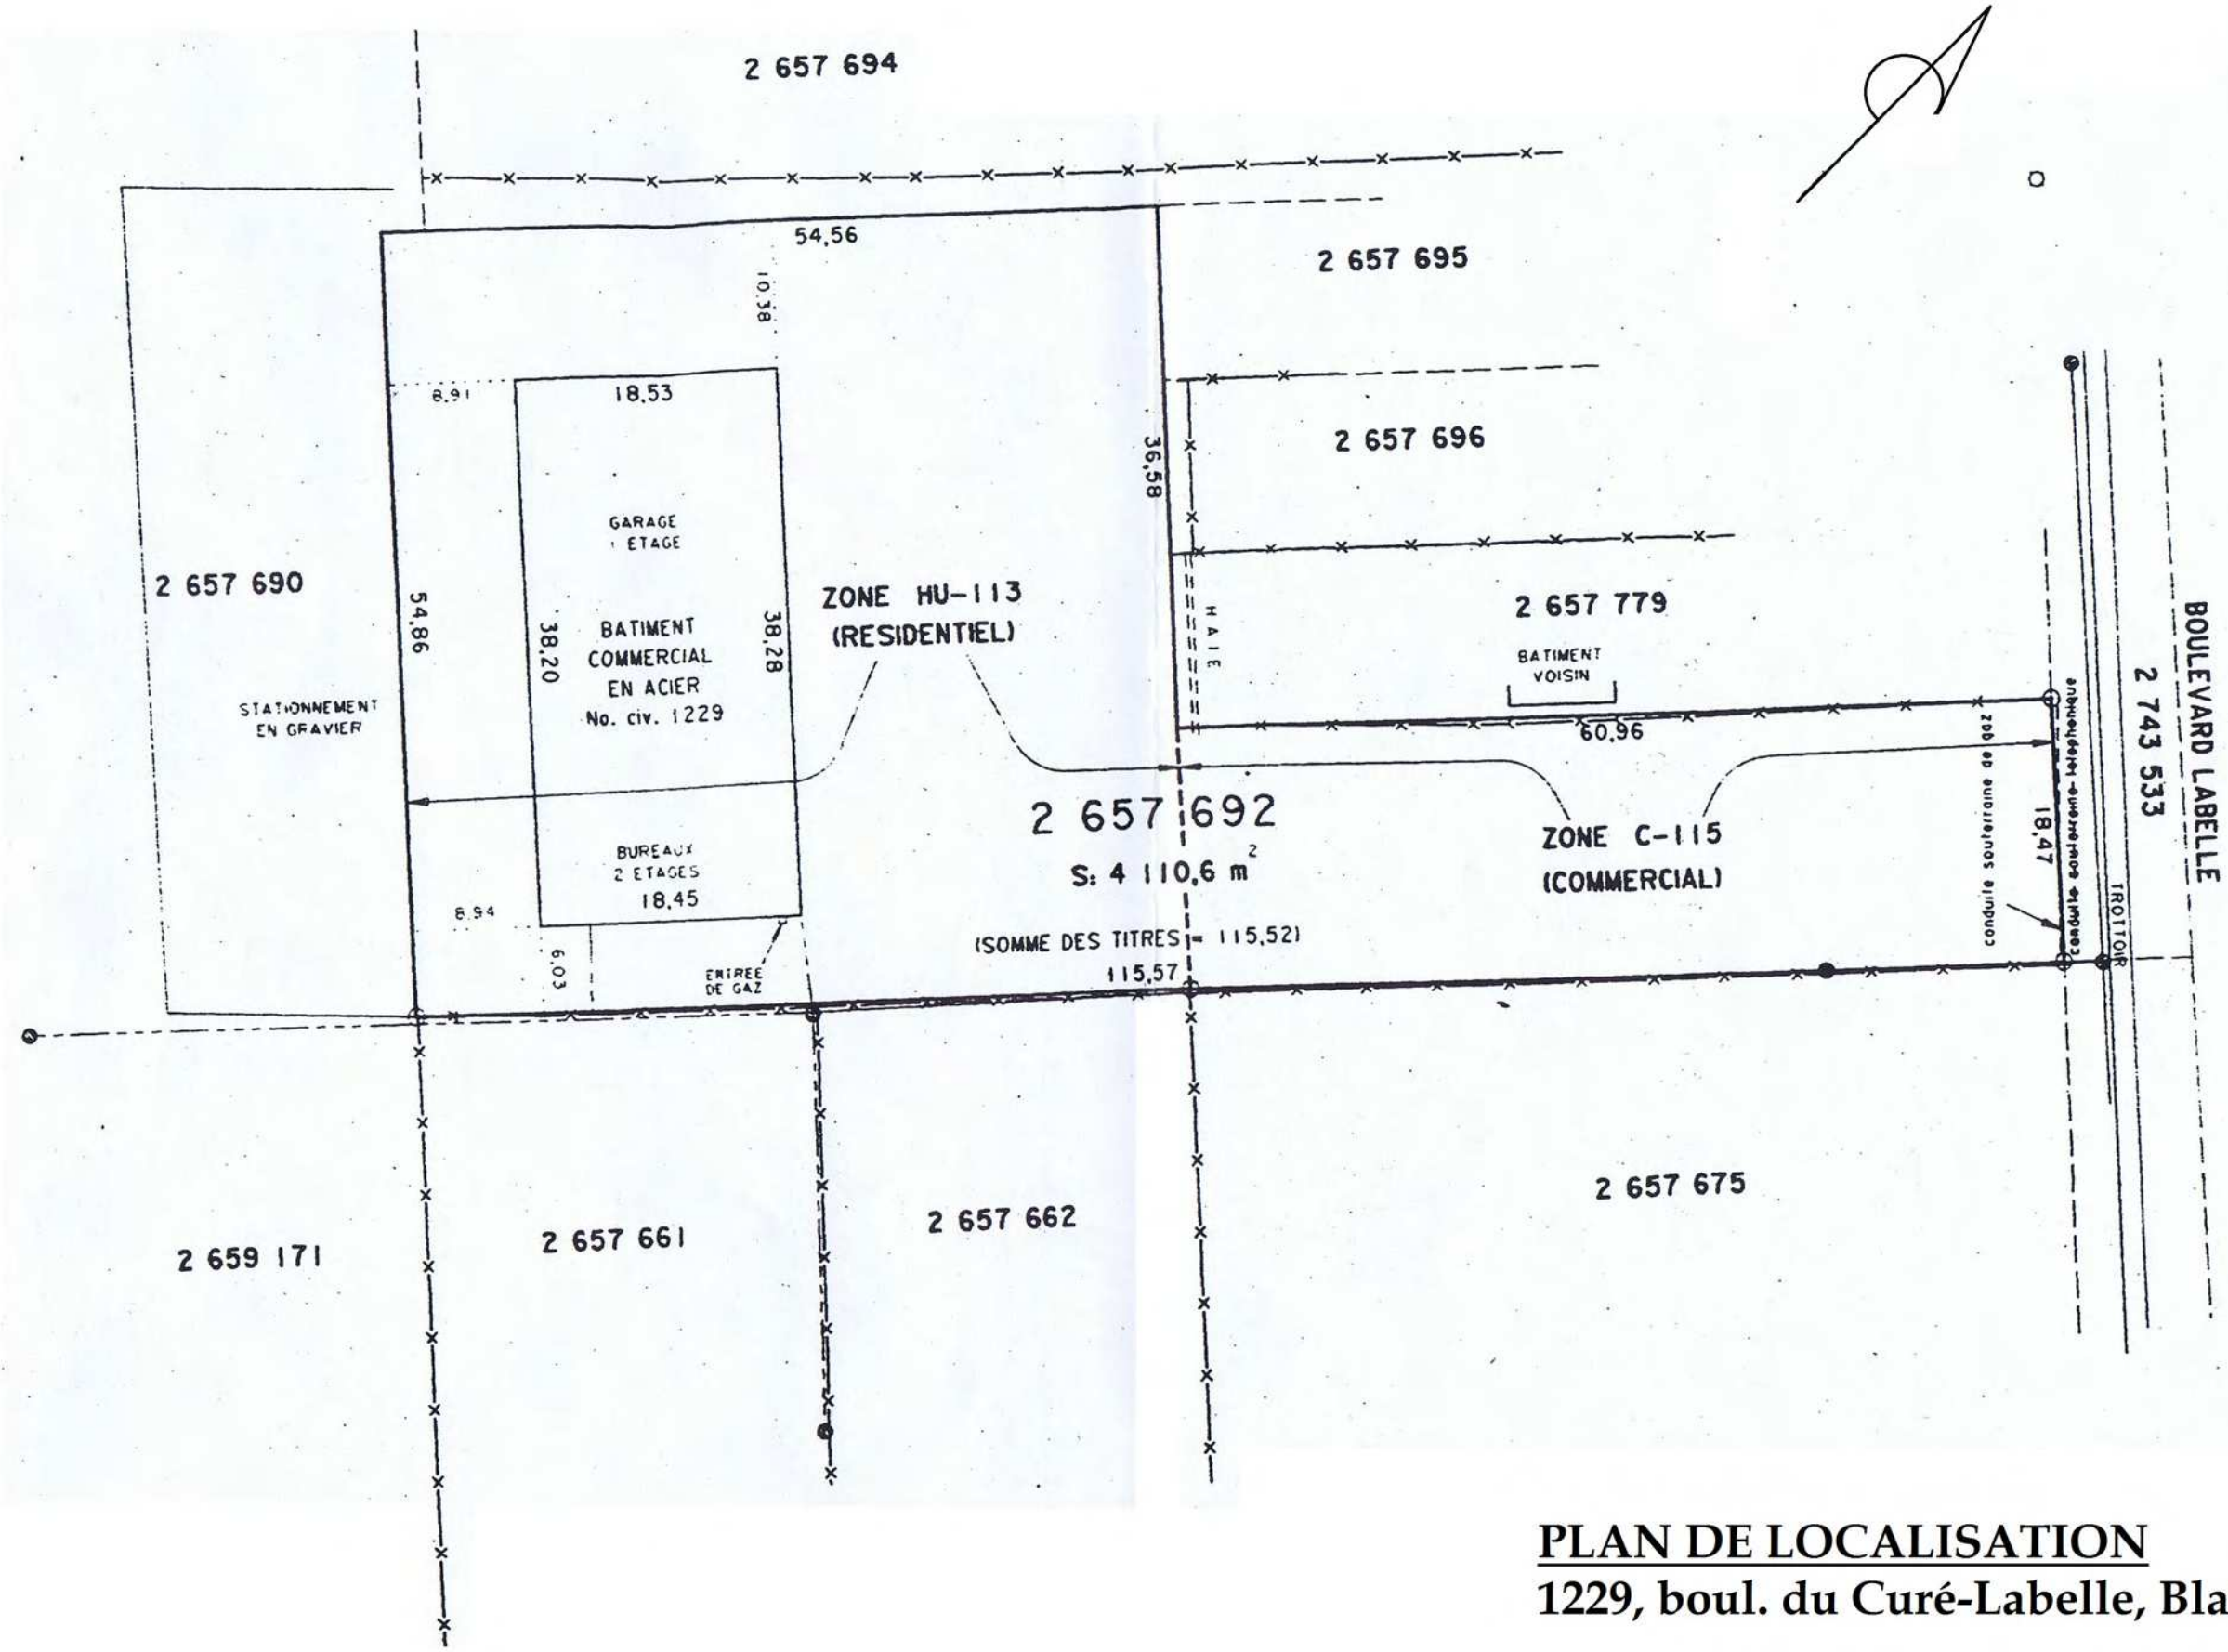 2 657 694
54,56
10.38
2 657 695
8.91
18,53
2 657 696
36,58
GARAGE
1 ETAGE
2 657 690
54,86
38,20
BATIMENT
COMMERCIAL
EN ACIER
No. civ. 1229
38,28
ZONE HU-113
(RESIDENTIEL)
HAIE
2 657 779
BATIMENT
VOISIN
60,96
STATIONNEMENT
EN GRAVIER
2 657 692
S: 4 110,6 m²
ZONE C-115
(COMMERCIAL)
conduite souterraine de gaz
18,47
conduite souterraine téléphonique
TROTTOIR
2 743 533
BOULEVARD LABELLE
BUREAUX
2 ETAGES
18.45
8.94
6.03
ENTREE
DE GAZ
(SOMME DES TITRES = 115,52)
115,57
2 659 171
2 657 661
2 657 662
2 657 675
PLAN DE LOCALISATION
1229, boul. du Curé-Labelle, Bla